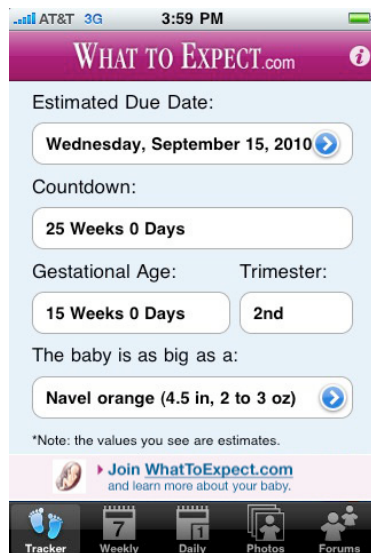 AT&T 3G 3:59 PM
WHAT TO EXPECT.com i
Estimated Due Date:
Wednesday, September 15, 2010
Countdown:
25 Weeks 0 Days
Gestational Age: Trimester:
15 Weeks 0 Days 2nd
The baby is as big as a:
Navel orange (4.5 in, 2 to 3 oz)
*Note: the values you see are estimates.
Join WhatToExpect.com
and learn more about your baby.
7 1
Tracker Weekly Daily Photos Forums